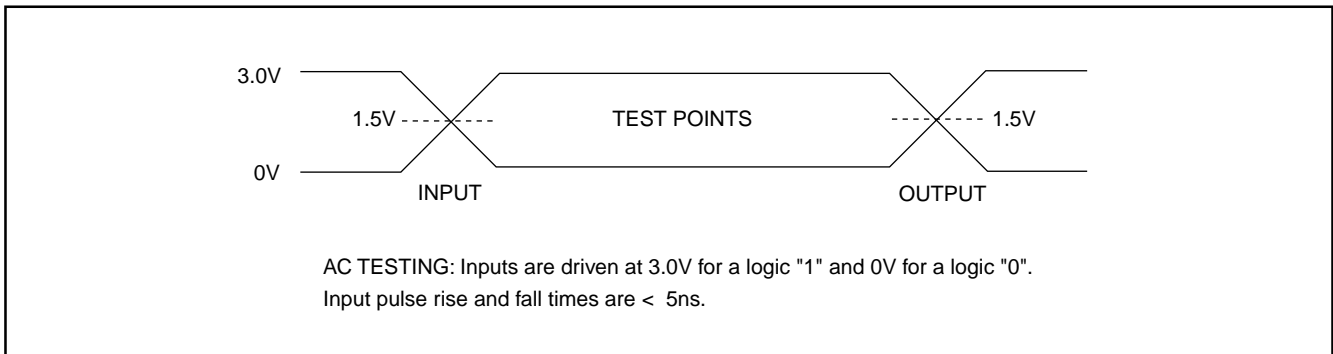 3.0V
1.5V
TEST POINTS
1.5V
0V
INPUT
OUTPUT
AC TESTING: Inputs are driven at 3.0V for a logic "1" and 0V for a logic "0".
Input pulse rise and fall times are < 5ns.